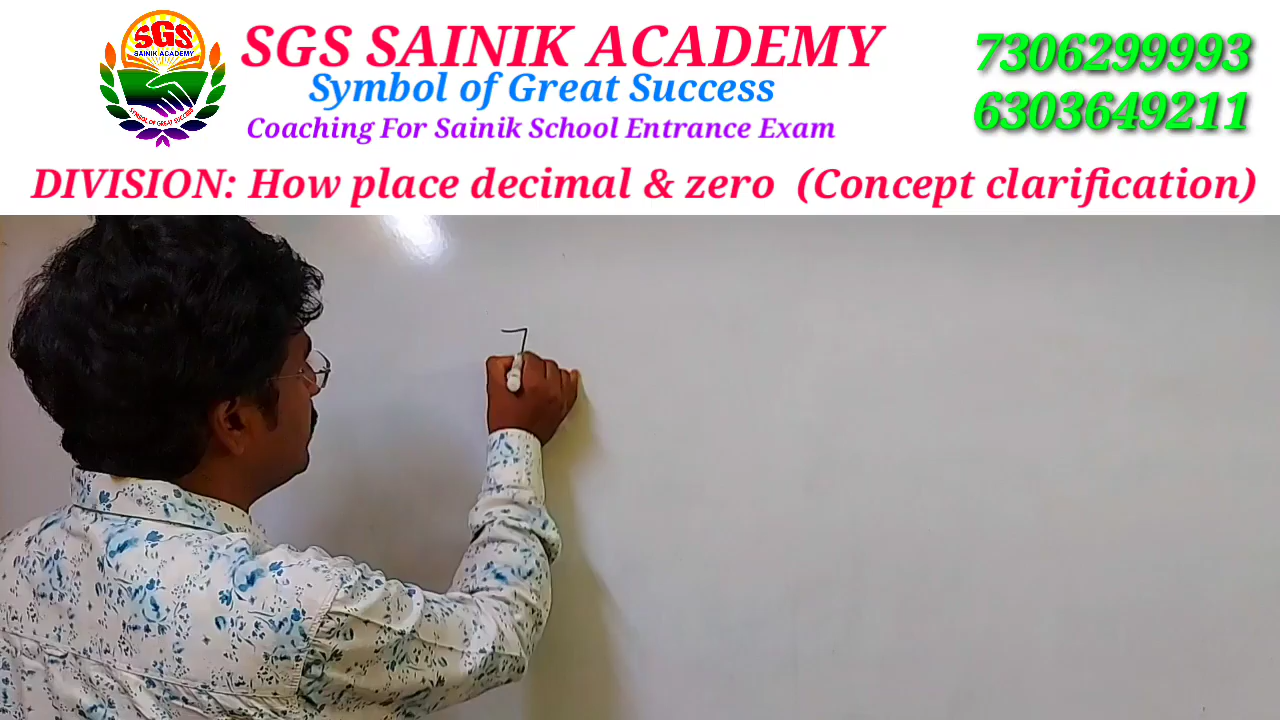 SGS
SAINIK ACADEMY
SYMBOL OF GREAT SUCCESS
SGS SAINIK ACADEMY
Symbol of Great Success
Coaching For Sainik School Entrance Exam
7306299993
6303649211
DIVISION: How place decimal & zero (Concept clarification)
7